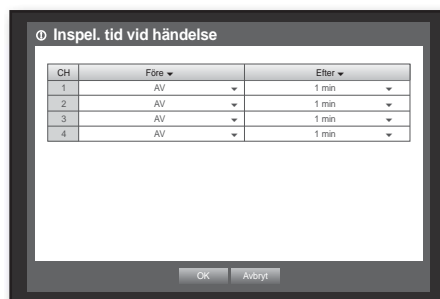 Inspel. tid vid händelse
CH Före Efter
1 AV 1 min
2 AV 1 min
3 AV 1 min
4 AV 1 min
OK Avbryt